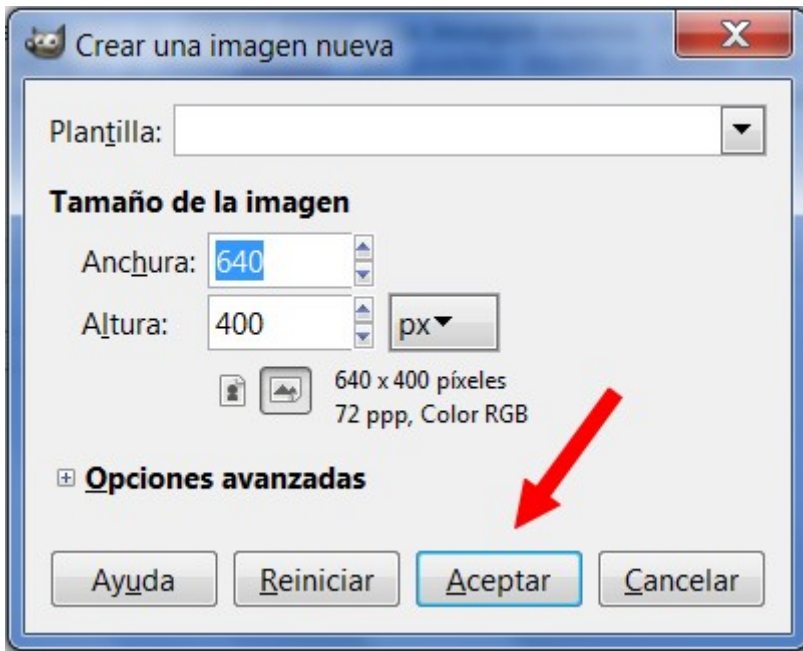 Crear una imagen nueva
Plantilla:
Tamaño de la imagen
Anchura: 640
Altura: 400 px
640 x 400 píxeles
72 ppp, Color RGB
Opciones avanzadas
Ayuda Reiniciar Aceptar Cancelar